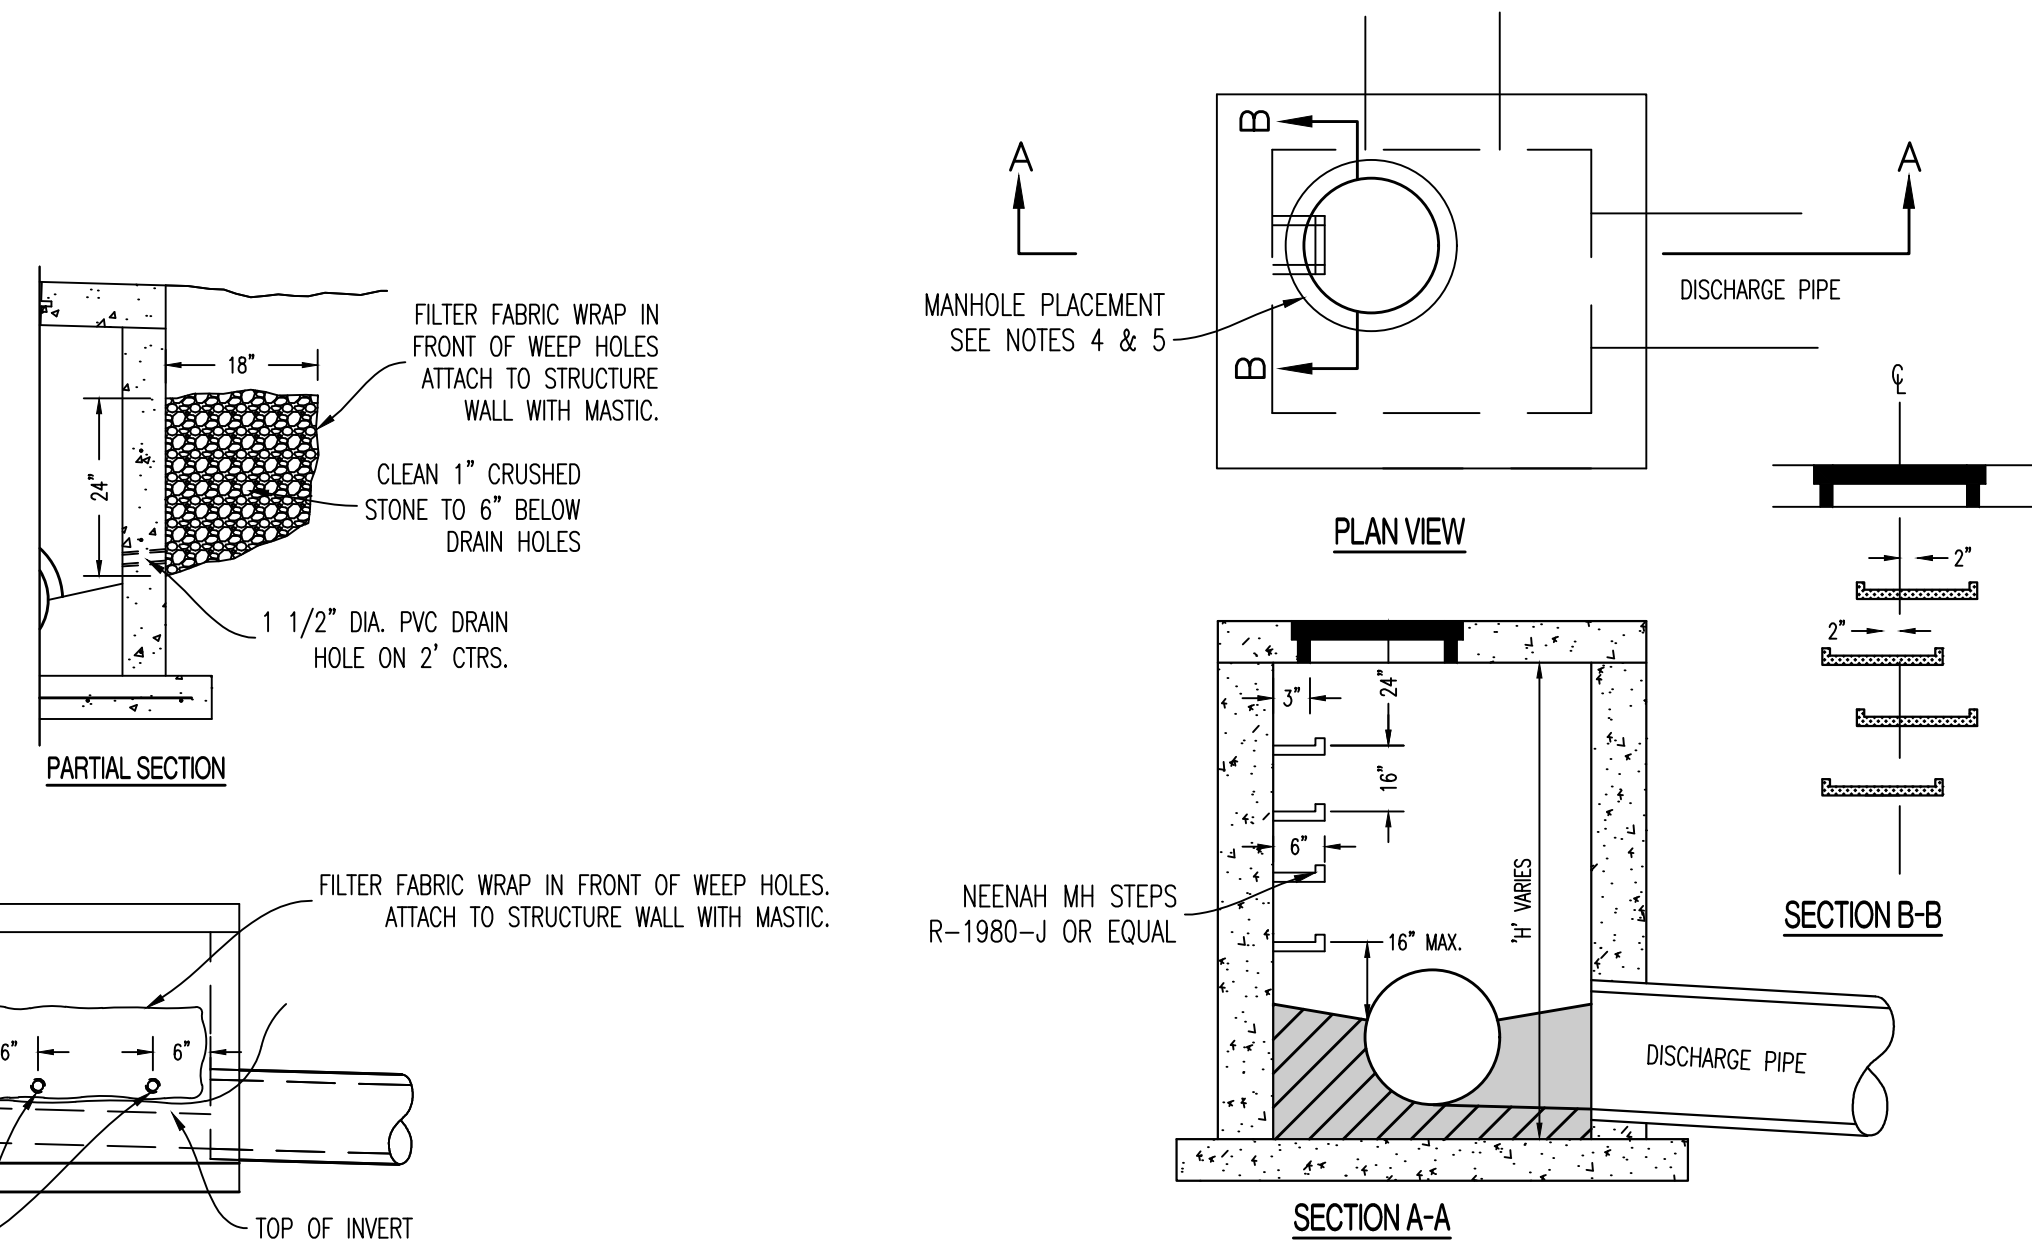 FILTER FABRIC WRAP IN
FRONT OF WEEP HOLES
ATTACH TO STRUCTURE
WALL WITH MASTIC.
18"
24"
CLEAN 1" CRUSHED
STONE TO 6" BELOW
DRAIN HOLES
1 1/2" DIA. PVC DRAIN
HOLE ON 2' CTRS.
PARTIAL SECTION
FILTER FABRIC WRAP IN FRONT OF WEEP HOLES.
ATTACH TO STRUCTURE WALL WITH MASTIC.
6"
6"
TOP OF INVERT
B
A
A
MANHOLE PLACEMENT
SEE NOTES 4 & 5
B
DISCHARGE PIPE
PLAN VIEW
℄
2"
2"
SECTION B-B
3"
24"
16"
6"
NEENAH MH STEPS
R-1980-J OR EQUAL
16" MAX.
'H' VARIES
DISCHARGE PIPE
SECTION A-A